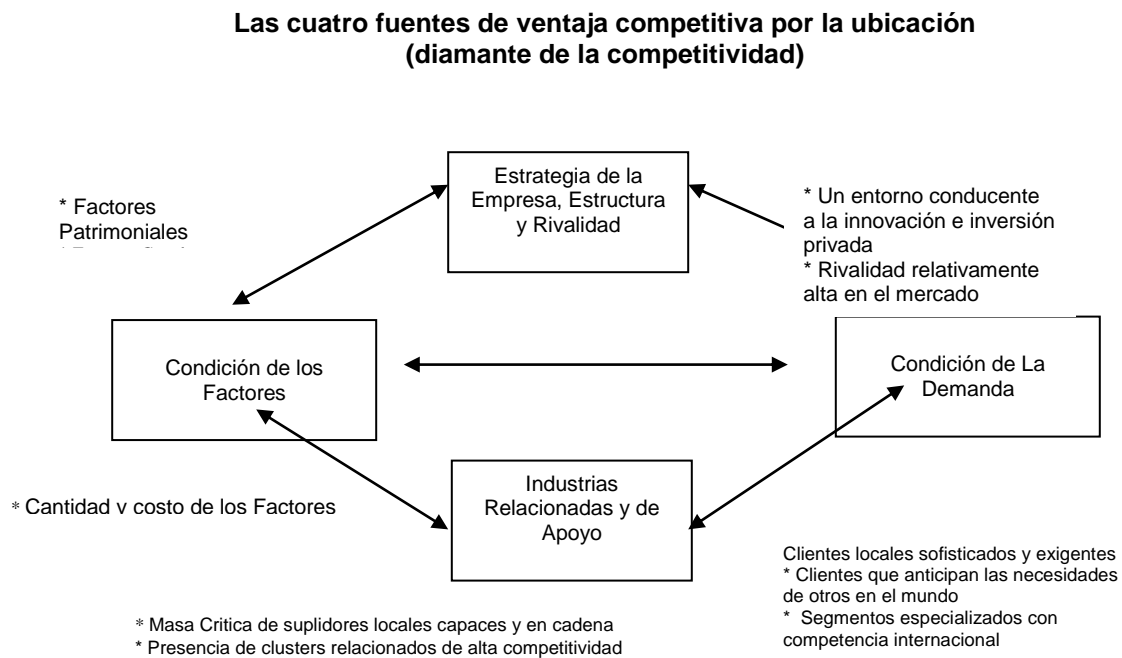 Las cuatro fuentes de ventaja competitiva por la ubicación
(diamante de la competitividad)
Estrategia de la
Empresa, Estructura
y Rivalidad
* Factores
Patrimoniales
* Un entorno conducente
a la innovación e inversión
privada
* Rivalidad relativamente
alta en el mercado
Condición de los
Factores
Condición de La
Demanda
* Cantidad y costo de los Factores
Industrias
Relacionadas y de
Apoyo
Clientes locales sofisticados y exigentes
* Clientes que anticipan las necesidades
de otros en el mundo
* Segmentos especializados con
competencia internacional
* Masa Critica de suplidores locales capaces y en cadena
* Presencia de clusters relacionados de alta competitividad